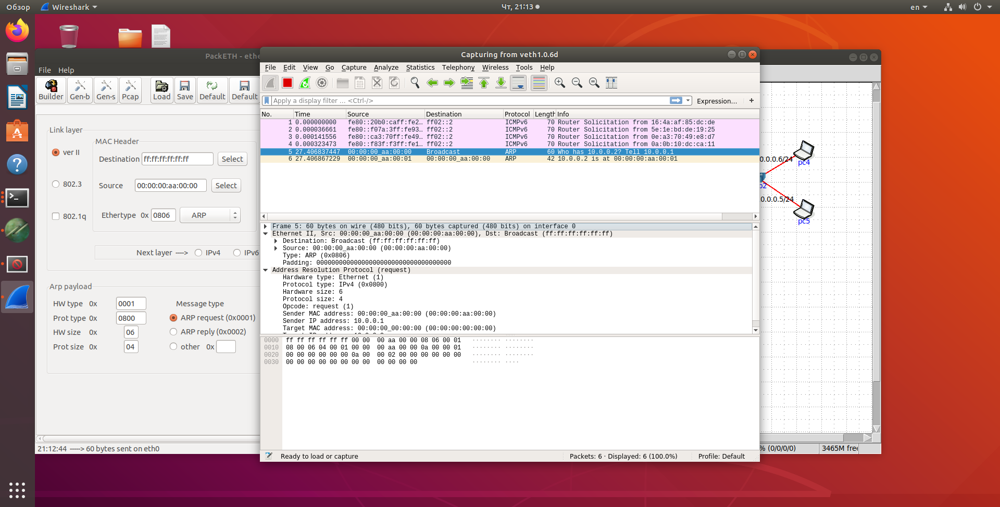 Обзор Wireshark Чт, 21:13 en
PackETH - ethe
File Help
Builder Gen-b Gen-s Pcap Load Save Default Default
Link layer
MAC Header
ver II
Destination ff:ff:ff:ff:ff:ff Select
802.3
Source 00:00:00:aa:00:00 Select
802.1q
Ethertype 0x 0806 ARP
Next layer ----> IPv4 IPv6
Arp payload
HW type 0x 0001 Message type
Prot type 0x 0800 ARP request (0x0001)
HW size 0x 06 ARP reply (0x0002)
Prot size 0x 04 other 0x
21:12:44 -----> 60 bytes sent on eth0
Capturing from veth1.0.6d
File Edit View Go Capture Analyze Statistics Telephony Wireless Tools Help
Apply a display filter ... <Ctrl-/> Expression... +
No. Time Source Destination Protocol Length Info
1 0.000000000 fe80::20b0:caff:fe2… ff02::2 ICMPv6 70 Router Solicitation from 16:4a:af:85:dc:de
2 0.000036661 fe80::f07a:3ff:fe93… ff02::2 ICMPv6 70 Router Solicitation from 5e:1e:bd:de:19:25
3 0.000141556 fe80::ca3:70ff:fe49… ff02::2 ICMPv6 70 Router Solicitation from 0e:a3:70:49:e8:d7
4 0.000323473 fe80::f83f:f3ff:fe1… ff02::2 ICMPv6 70 Router Solicitation from 0a:0b:10:dc:ca:11
5 27.406837447 00:00:00_aa:00:00 Broadcast ARP 60 Who has 10.0.0.2? Tell 10.0.0.1
6 27.406867229 00:00:00_aa:00:01 00:00:00_aa:00:00 ARP 42 10.0.0.2 is at 00:00:00:aa:00:01
Frame 5: 60 bytes on wire (480 bits), 60 bytes captured (480 bits) on interface 0
Ethernet II, Src: 00:00:00_aa:00:00 (00:00:00:aa:00:00), Dst: Broadcast (ff:ff:ff:ff:ff:ff)
Destination: Broadcast (ff:ff:ff:ff:ff:ff)
Source: 00:00:00_aa:00:00 (00:00:00:aa:00:00)
Type: ARP (0x0806)
Padding: 000000000000000000000000000000000000
Address Resolution Protocol (request)
Hardware type: Ethernet (1)
Protocol type: IPv4 (0x0800)
Hardware size: 6
Protocol size: 4
Opcode: request (1)
Sender MAC address: 00:00:00_aa:00:00 (00:00:00:aa:00:00)
Sender IP address: 10.0.0.1
Target MAC address: 00:00:00_00:00:00 (00:00:00:00:00:00)
0000 ff ff ff ff ff ff 00 00 00 aa 00 00 08 06 00 01 ········ ········
0010 08 00 06 04 00 01 00 00 00 aa 00 00 0a 00 00 01 ········ ········
0020 00 00 00 00 00 00 0a 00 00 02 00 00 00 00 00 00 ········ ········
0030 00 00 00 00 00 00 00 00 00 00 00 00 ········ ····
Ready to load or capture Packets: 6 · Displayed: 6 (100.0%) Profile: Default
0.0.0.6/24
pc4
2
0.0.0.5/24
pc5
% (0/0/0/0) 3465M free